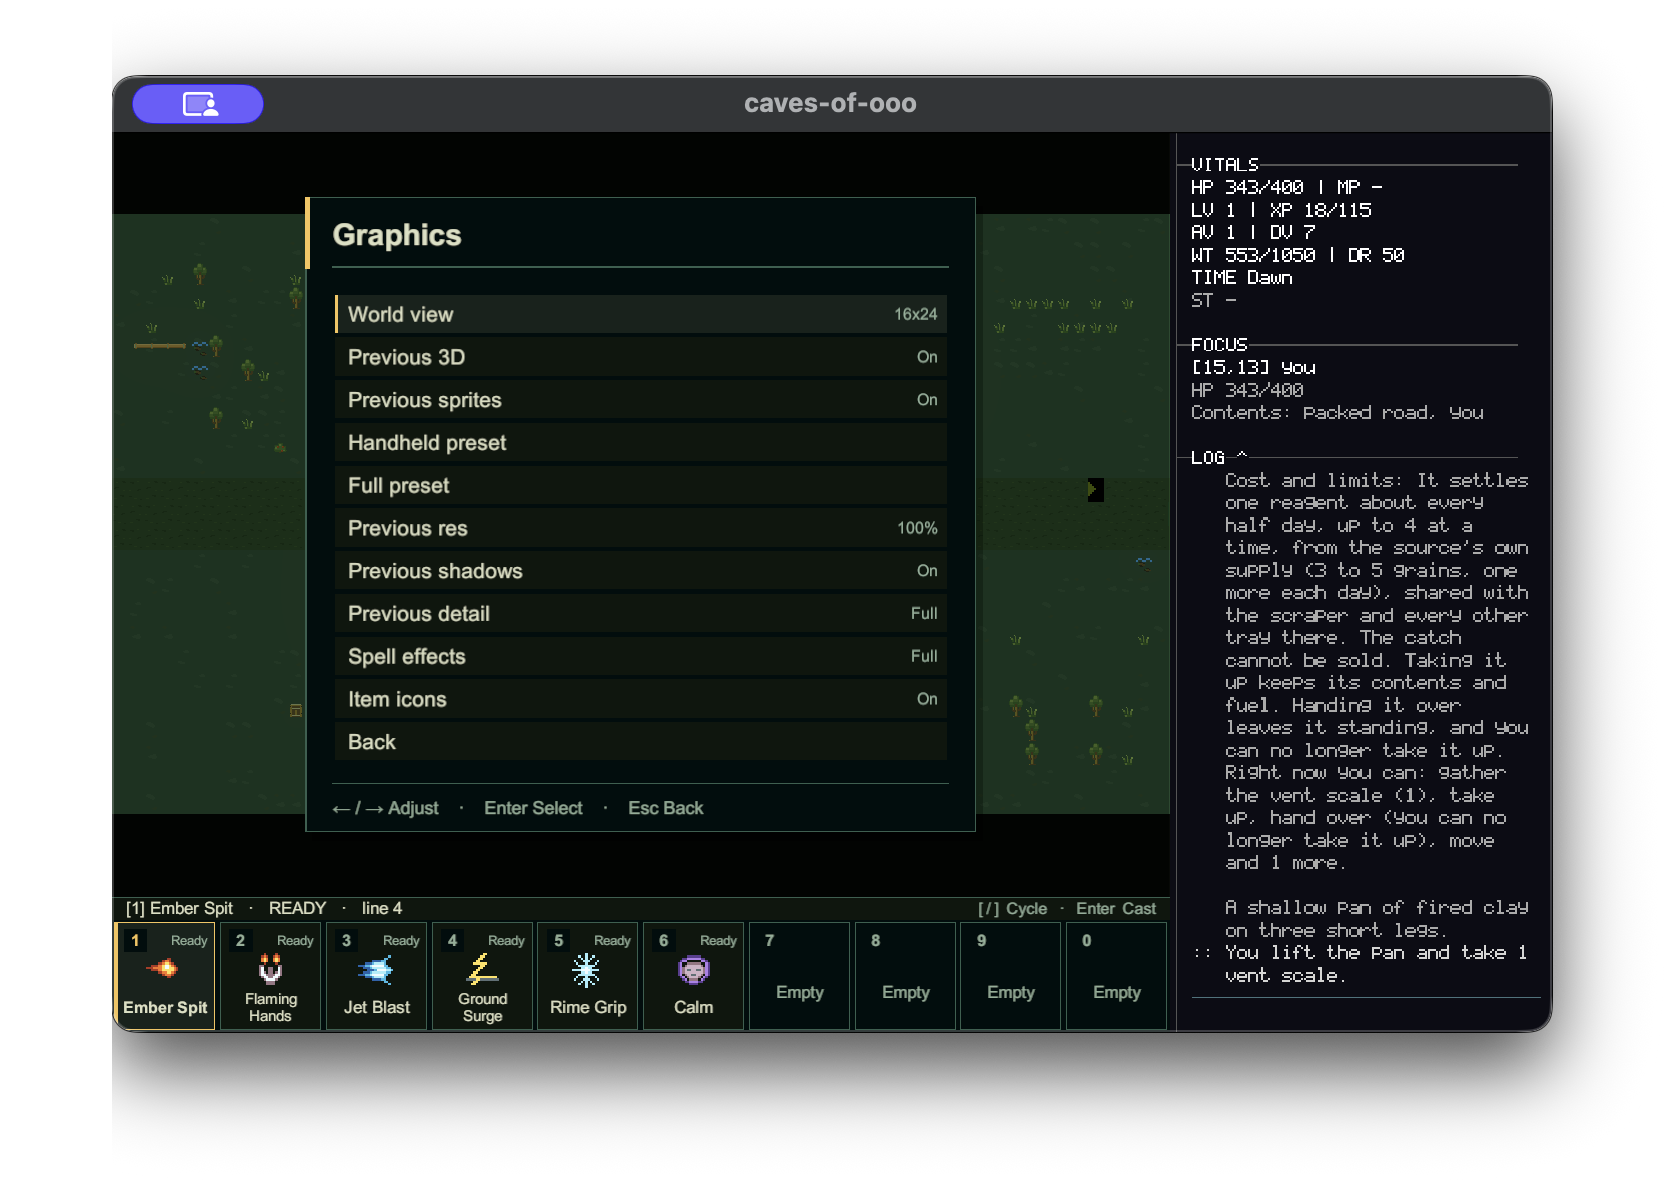 caves-of-ooo
Graphics
World view 16x24
Previous 3D On
Previous sprites On
Handheld preset
Full preset
Previous res 100%
Previous shadows On
Previous detail Full
Spell effects Full
Item icons On
Back
←/→ Adjust · Enter Select · Esc Back
[1] Ember Spit · READY · line 4
[/] Cycle · Enter Cast
1 Ready
Ember Spit
2 Ready
Flaming
Hands
3 Ready
Jet Blast
4 Ready
Ground
Surge
5 Ready
Rime Grip
6 Ready
Calm
7
Empty
8
Empty
9
Empty
0
Empty
VITALS
HP 343/400 | MP -
LV 1 | XP 18/115
AV 1 | DV 7
WT 553/1050 | DR 50
TIME Dawn
ST -
FOCUS
[15,13] you
HP 343/400
Contents: Packed road, you
LOG ^
Cost and limits: It settles
one reagent about every
half day, up to 4 at a
time, from the source's own
supply (3 to 5 grains, one
more each day), shared with
the scraper and every other
tray there. The catch
cannot be sold. Taking it
up keeps its contents and
fuel. Handing it over
leaves it standing, and you
can no longer take it up.
Right now you can: gather
the vent scale (1), take
up, hand over (you can no
longer take it up), move
and 1 more.
A shallow pan of fired clay
on three short legs.
:: You lift the pan and take 1
vent scale.